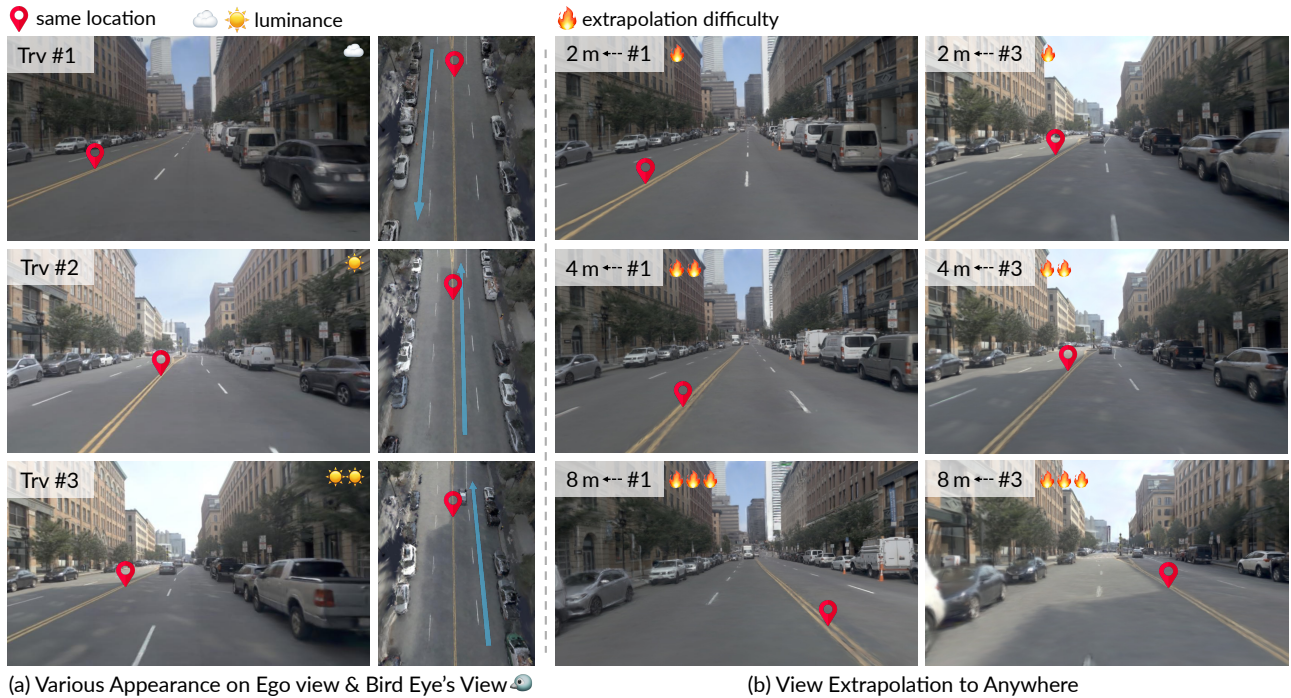 same location
luminance
extrapolation difficulty
Trv #1
2 m ⇠ #1
2 m ⇠ #3
Trv #2
4 m ⇠ #1
4 m ⇠ #3
Trv #3
8 m ⇠ #1
8 m ⇠ #3
(a) Various Appearance on Ego view & Bird Eye's View
(b) View Extrapolation to Anywhere